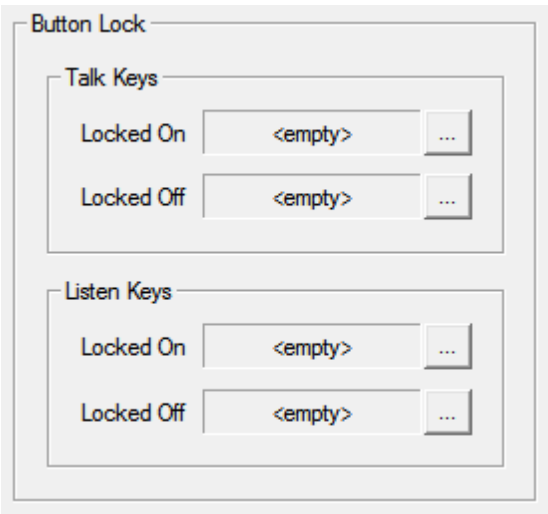 Button Lock
Talk Keys
Locked On <empty> ...
Locked Off <empty> ...
Listen Keys
Locked On <empty> ...
Locked Off <empty> ...